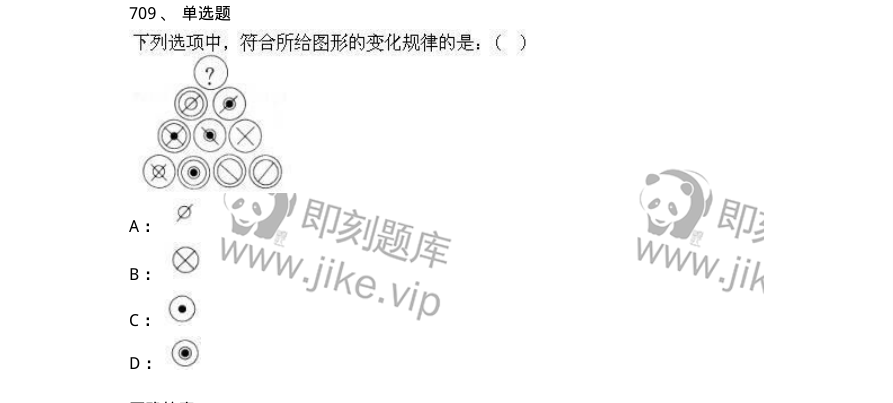 709 、 单选题
下列选项中，符合所给图形的变化规律的是：（ ）
?
A ：
B ：
C ：
D ：
即刻题库
www.jike.vip
即
www.jike